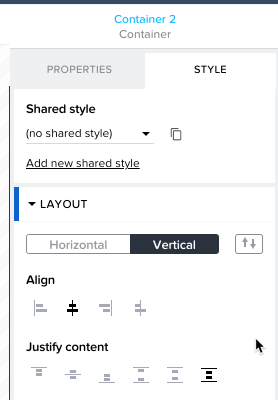 Container 2
Container
PROPERTIES
STYLE
Shared style
(no shared style)
Add new shared style
LAYOUT
Horizontal
Vertical
Align
Justify content